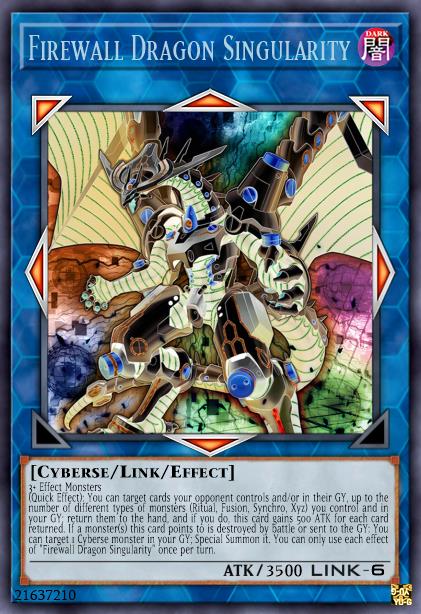 FIREWALL DRAGON SINGULARITY
DARK
闇
[CYBERSE/LINK/EFFECT]
3+ Effect Monsters
(Quick Effect): You can target cards your opponent controls and/or in their GY, up to the
number of different types of monsters (Ritual, Fusion, Synchro, Xyz) you control and in
your GY; return them to the hand, and if you do, this card gains 500 ATK for each card
returned. If a monster(s) this card points to is destroyed by battle or sent to the GY: You
can target 1 Cyberse monster in your GY; Special Summon it. You can only use each effect
of "Firewall Dragon Singularity" once per turn.
ATK/3500 LINK-6
21637210